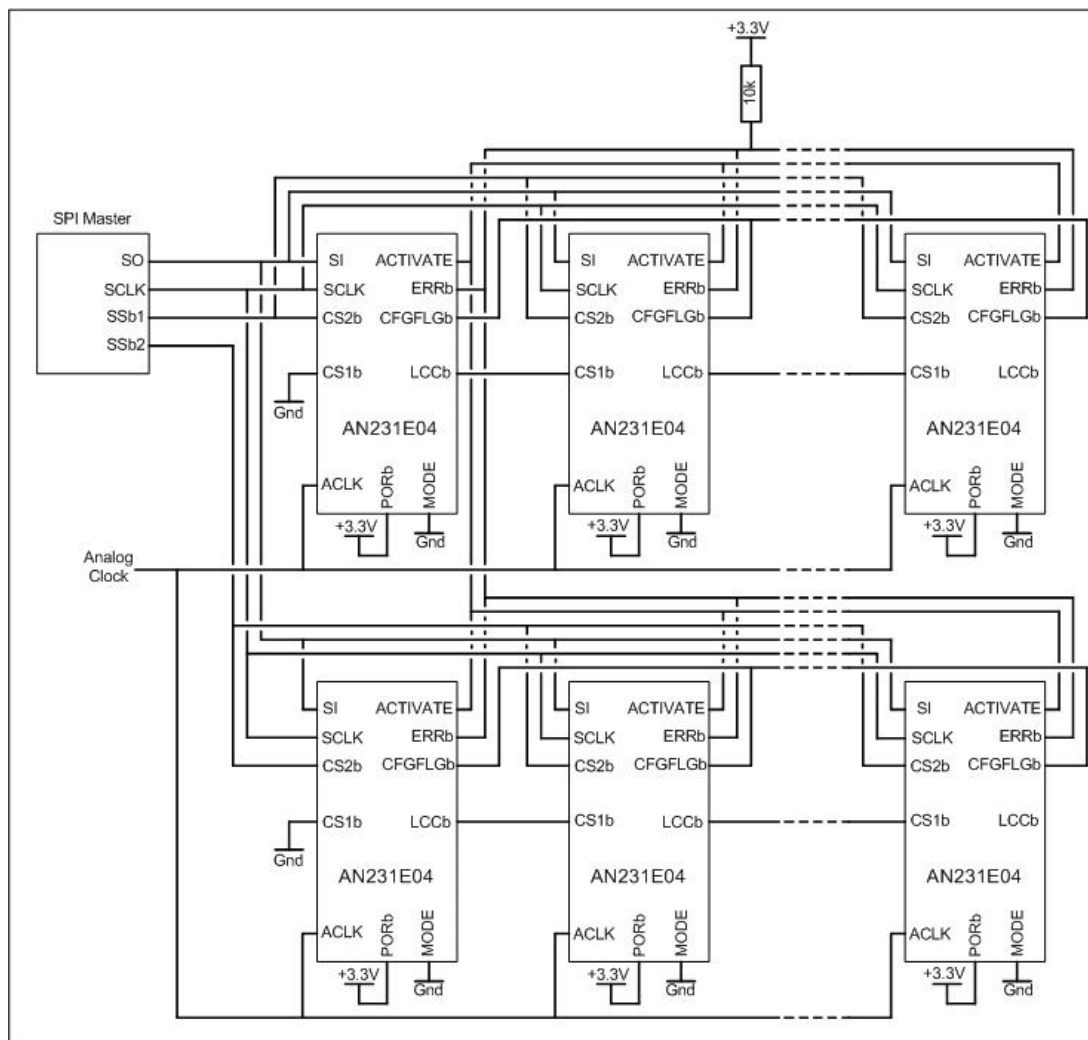 +3.3V
10k
SPI Master
SO
SCLK
SSb1
SSb2
SI ACTIVATE
SCLK ERRb
CS2b CFGFLGb
CS1b LCCb
Gnd
AN231E04
ACLK
PORb
MODE
+3.3V
Gnd
SI ACTIVATE
SCLK ERRb
CS2b CFGFLGb
CS1b LCCb
AN231E04
ACLK
PORb
MODE
+3.3V
Gnd
SI ACTIVATE
SCLK ERRb
CS2b CFGFLGb
CS1b LCCb
AN231E04
ACLK
PORb
MODE
+3.3V
Gnd
Analog
Clock
SI ACTIVATE
SCLK ERRb
CS2b CFGFLGb
CS1b LCCb
Gnd
AN231E04
ACLK
PORb
MODE
+3.3V
Gnd
SI ACTIVATE
SCLK ERRb
CS2b CFGFLGb
CS1b LCCb
AN231E04
ACLK
PORb
MODE
+3.3V
Gnd
SI ACTIVATE
SCLK ERRb
CS2b CFGFLGb
CS1b LCCb
AN231E04
ACLK
PORb
MODE
+3.3V
Gnd